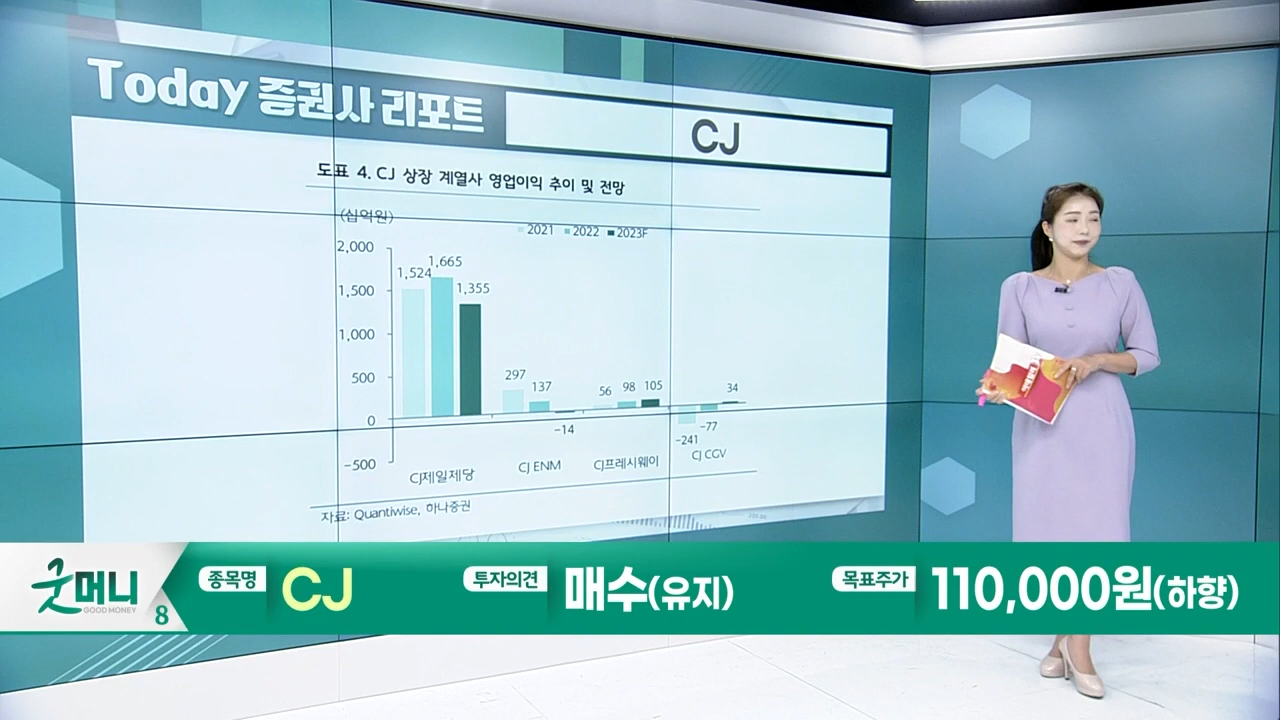 Today 증권사 리포트
CJ
도표 4. CJ 상장 계열사 영업이익 추이 및 전망
(십억원)
2021 2022 2023F
2,000
1,500
1,000
500
0
-500
1,524
1,665
1,355
297
137
-14
56
98
105
-241
-77
34
CJ제일제당
CJ ENM
CJ프레시웨이
CJ CGV
자료: Quantiwise, 하나증권
굿머니
GOOD MONEY
8
종목명
CJ
투자의견
매수(유지)
목표주가
110,000원(하향)